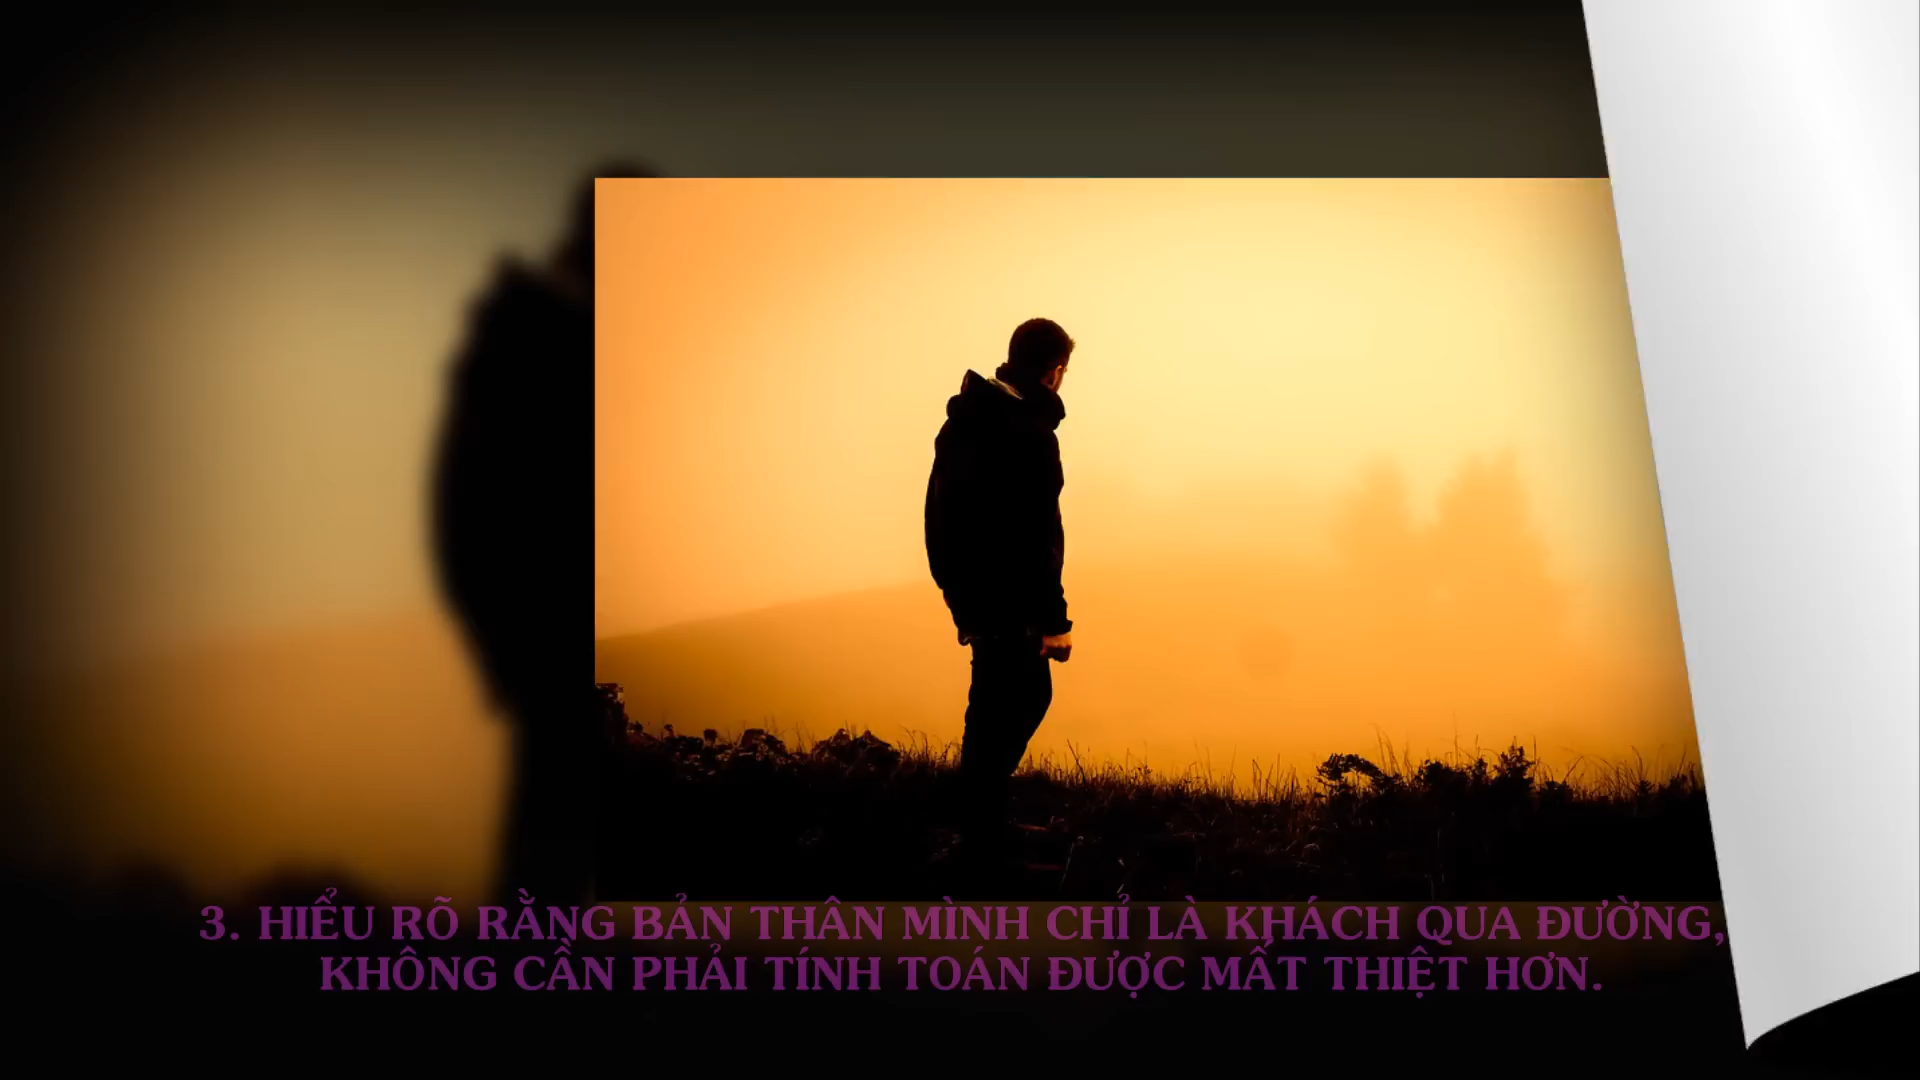 3. HIỂU RÕ RẰNG BẢN THÂN MÌNH CHỈ LÀ KHÁCH QUA ĐƯỜNG,
KHÔNG CẦN PHẢI TÍNH TOÁN ĐƯỢC MẤT THIỆT HƠN.